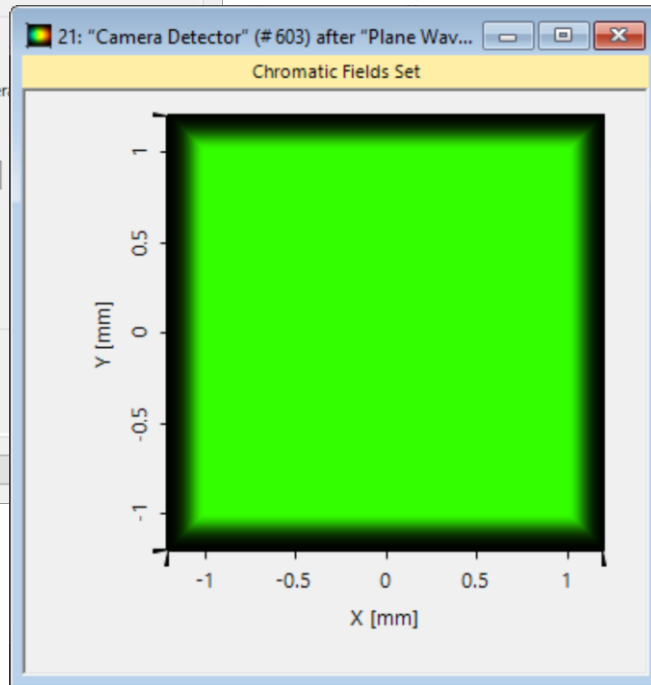 21: “Camera Detector” (#603) after “Plane Wav...
Chromatic Fields Set
1
0.5
0
-0.5
-1
Y [mm]
-1 -0.5 0 0.5 1
X [mm]